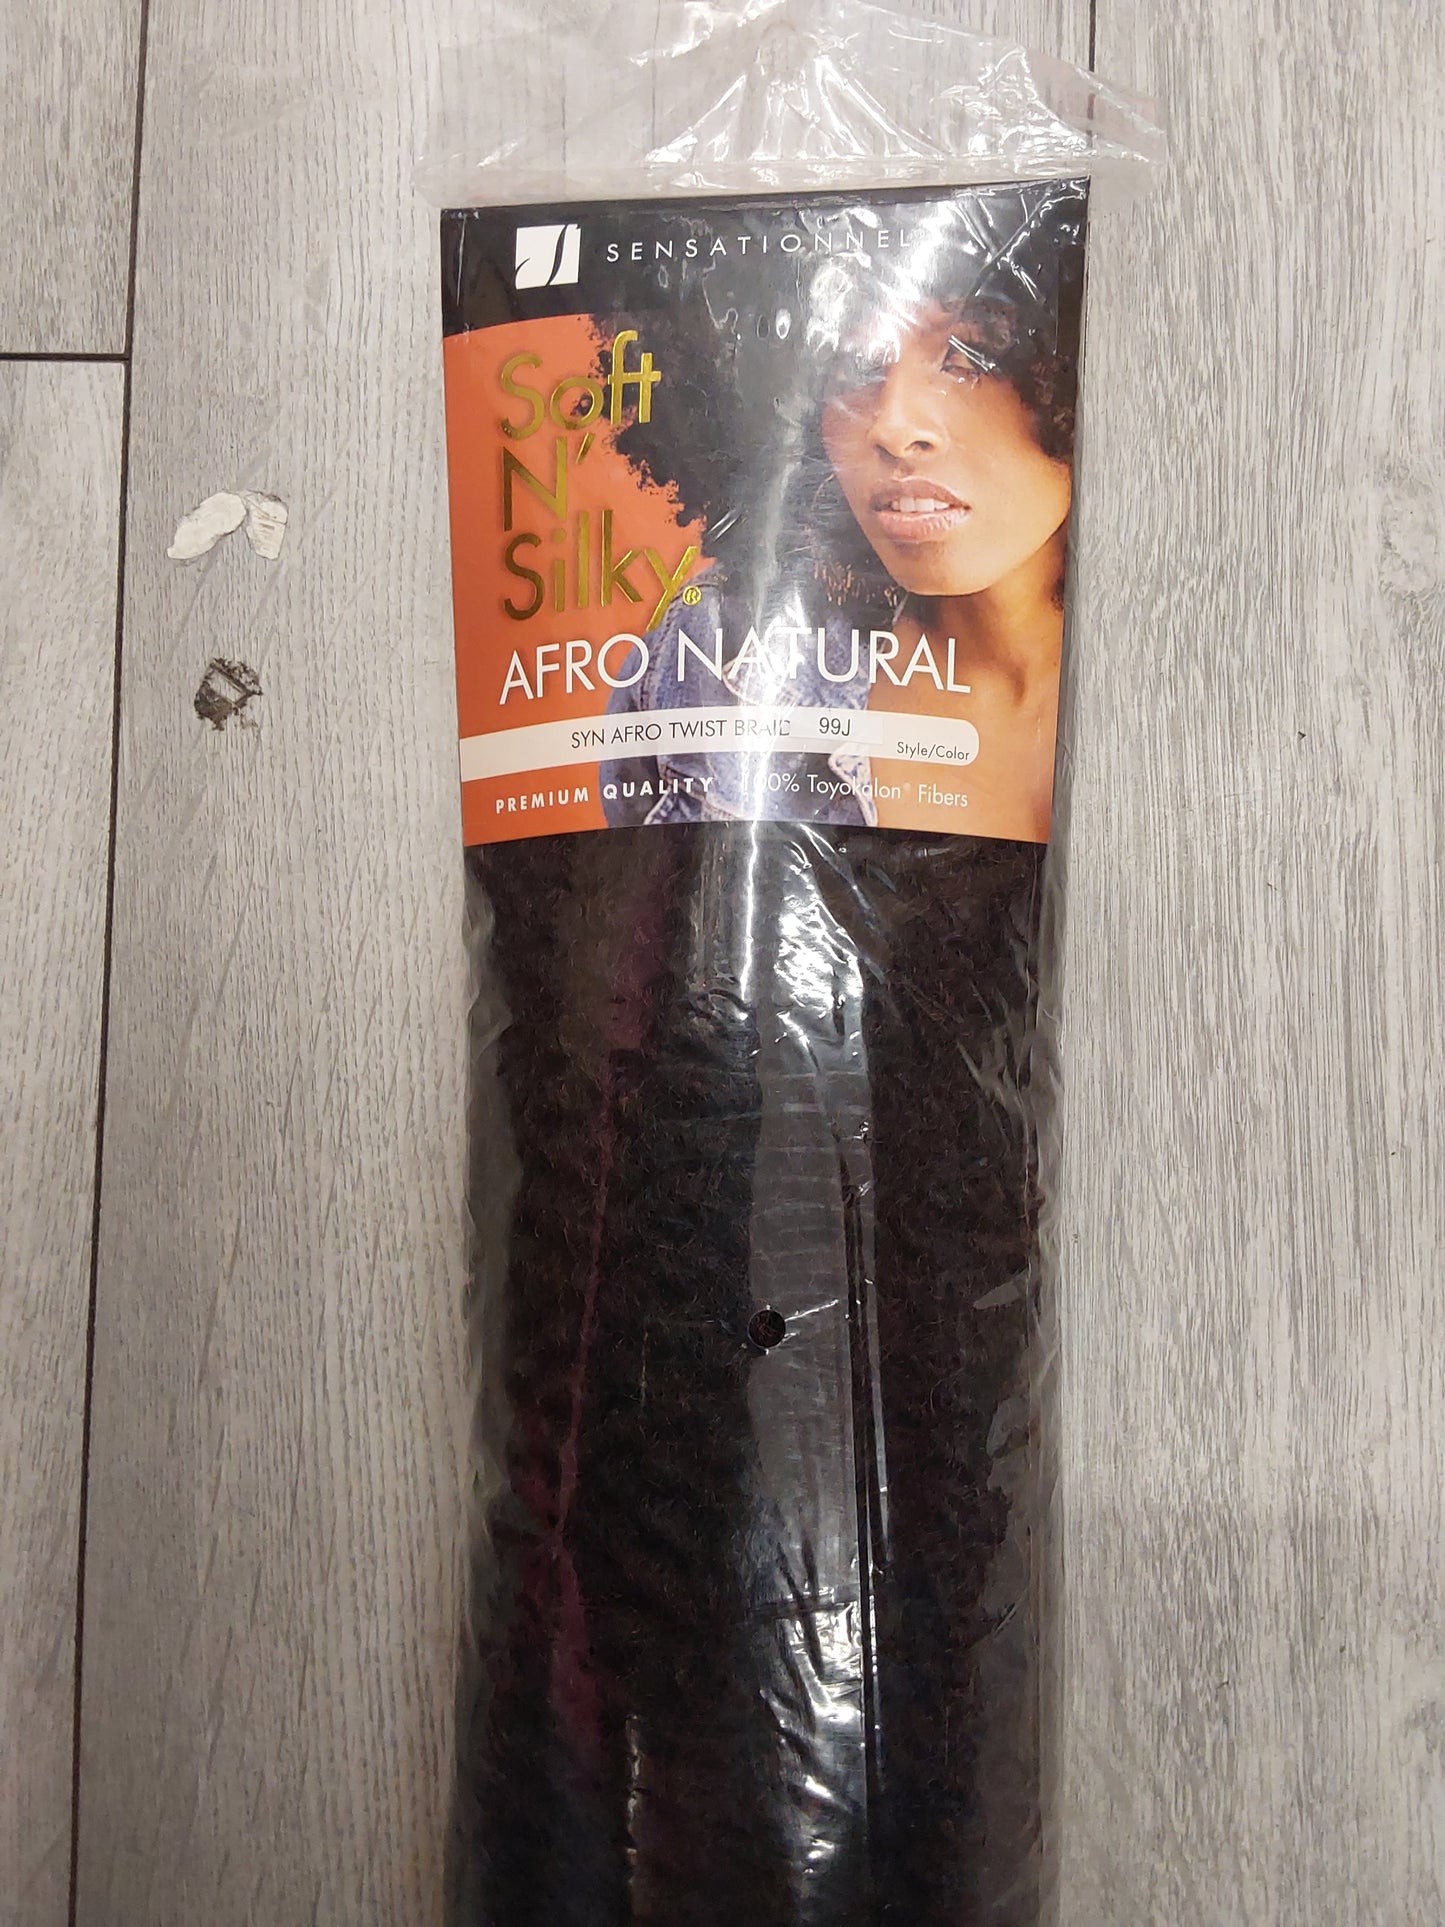 SENSATIONNEL
Soft
N'
Silky®
AFRO NATURAL
SYN AFRO TWIST BRAID 99J
Style/Color
PREMIUM QUALITY 100% Toyokalon® Fibers